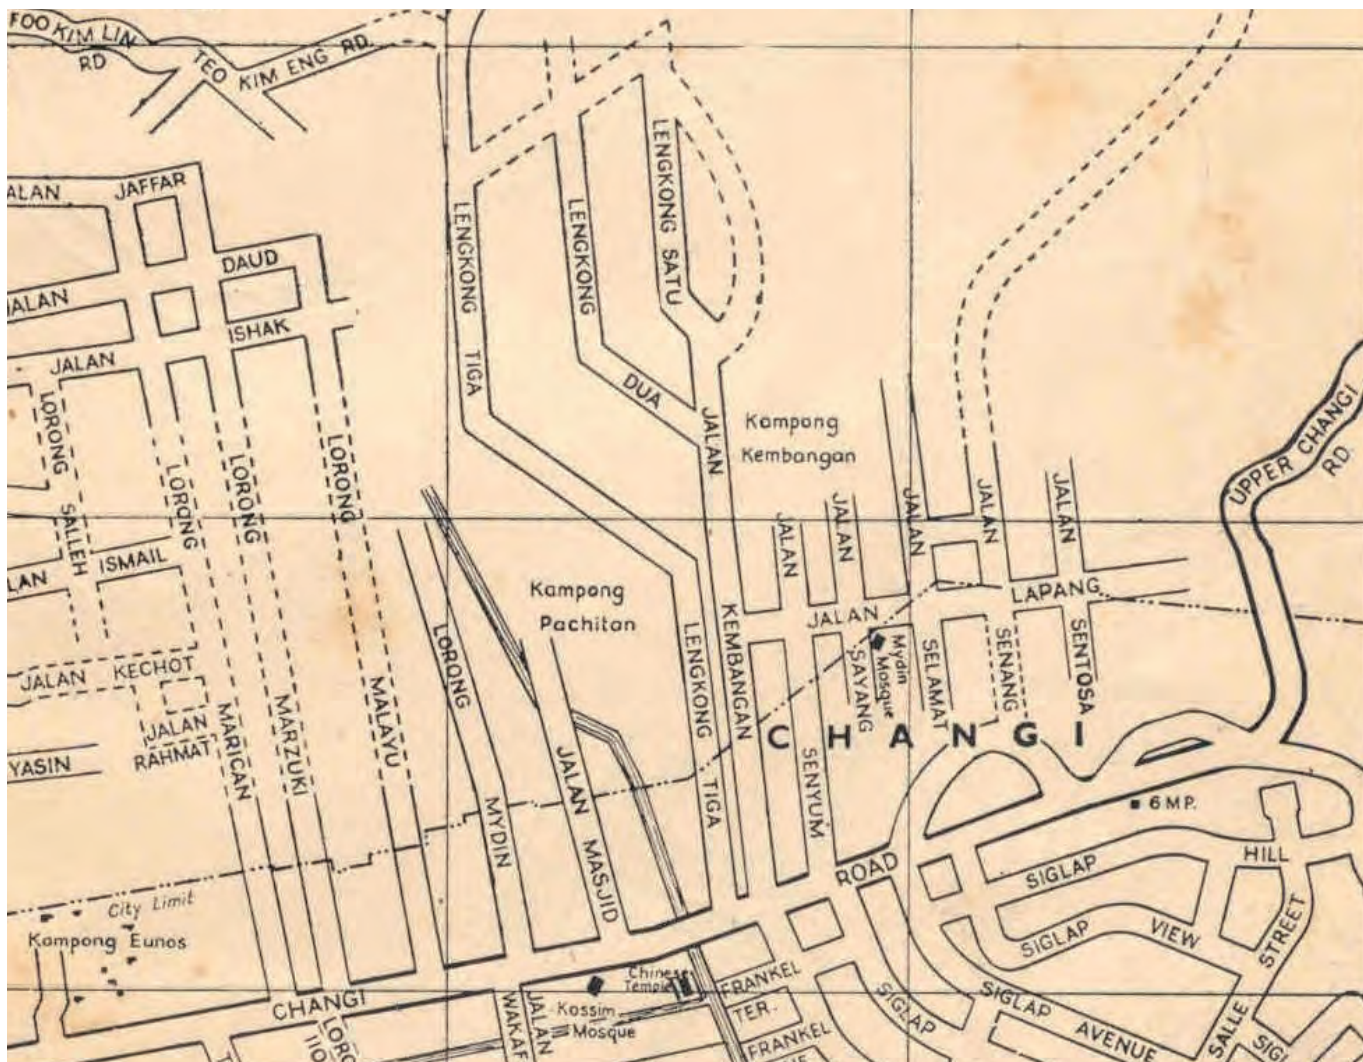 FOO KIM LIN
RD
TEO
KIM ENG RD.
JALAN
JAFFAR
DAUD
JALAN
ISHAK
JALAN
LENGKONG
TIGA
LENGKONG
DUA
LENGKONG SATU
JALAN
KEMBANGAN
Kampong
Kembangan
UPPER CHANGI
RD.
LORONG
SALLEH
LORONG
MARICAN
LORONG
MARZUKI
LORONG
MALAYU
ISMAIL
JALAN KECHOT
JALAN
RAHMAT
YASIN
LORONG
MYDIN
Kampong
Pachitan
JALAN
MASJID
LENGKONG
TIGA
JALAN
SENYUM
JALAN
SAYANG
JALAN
SELAMAT
JALAN
SENANG
JALAN
SENTOSA
JALAN
LAPANG
Mydin
Mosque
CHANGI
6 M.P.
City Limit
Kampong Eunos
CHANGI
ROAD
SIGLAP
HILL
SIGLAP
VIEW
STREET
SALLE
SIGLAP
AVENUE
SIGLAP
FRANKEL
TER.
FRANKEL
Chinese
Temple
Kassim
Mosque
JALAN
WAKAF